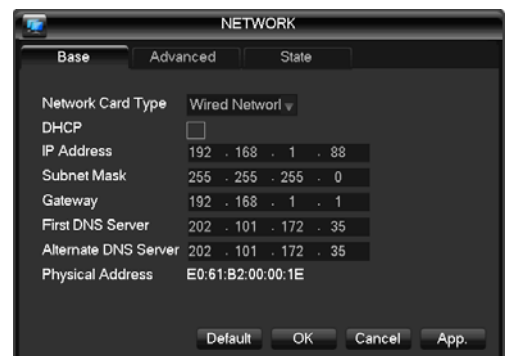 NETWORK
Base Advanced State
Network Card Type Wired Networl
DHCP
IP Address 192 . 168 . 1 . 88
Subnet Mask 255 . 255 . 255 . 0
Gateway 192 . 168 . 1 . 1
First DNS Server 202 . 101 . 172 . 35
Alternate DNS Server 202 . 101 . 172 . 35
Physical Address E0:61:B2:00:00:1E
Default OK Cancel App.